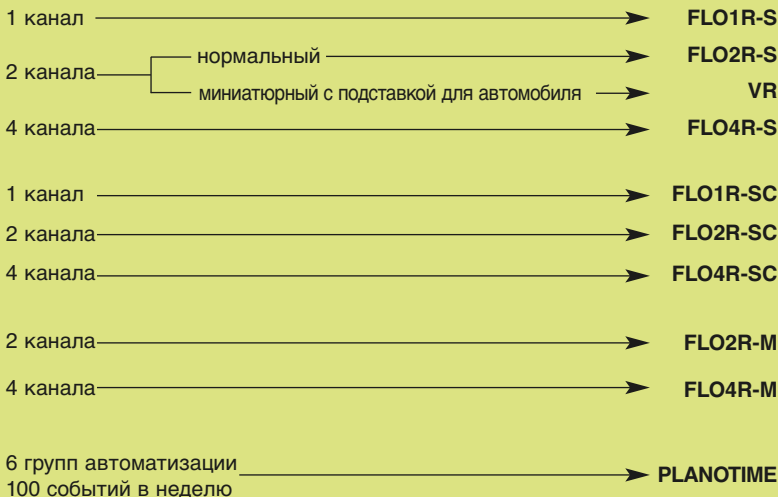 1 канал FLO1R-S
2 канала нормальный FLO2R-S
миниатюрный с подставкой для автомобиля VR
4 канала FLO4R-S
1 канал FLO1R-SC
2 канала FLO2R-SC
4 канала FLO4R-SC
2 канала FLO2R-M
4 канала FLO4R-M
6 групп автоматизации
100 событий в неделю PLANOTIME